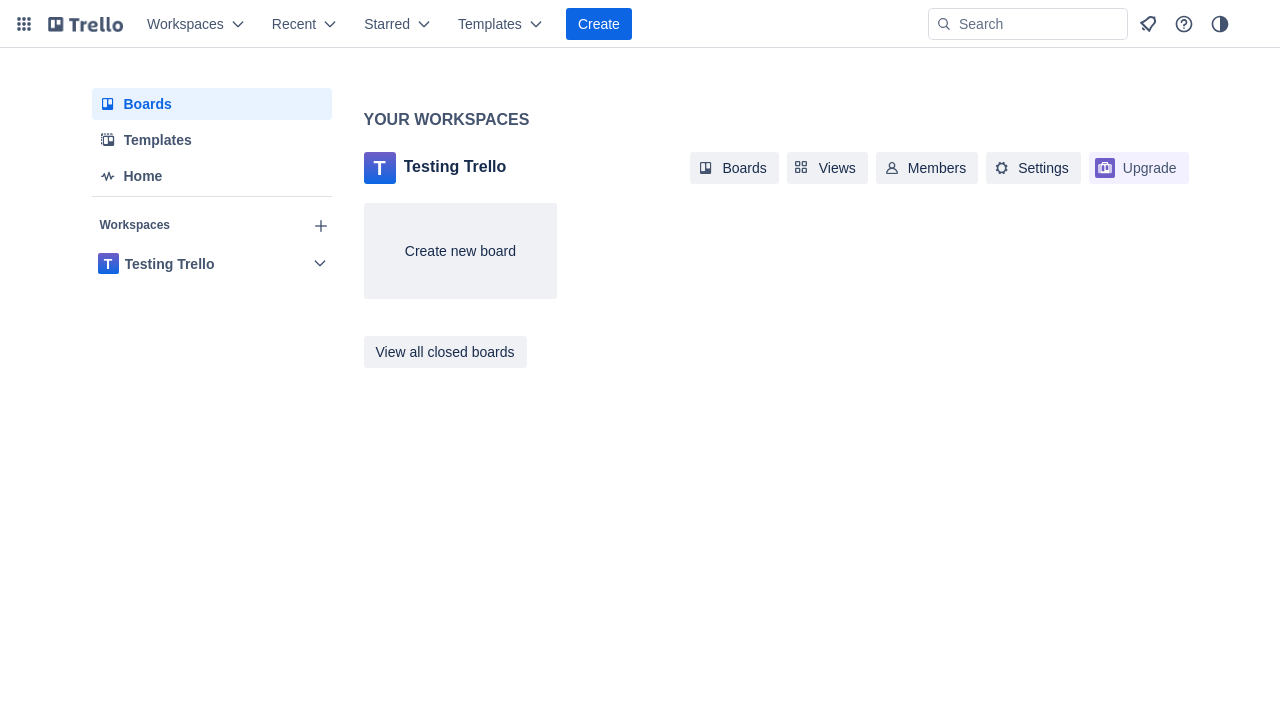 Trello
Workspaces
Recent
Starred
Templates
Create
Search
Boards
Templates
Home
Workspaces
T Testing Trello
YOUR WORKSPACES
T Testing Trello
Boards
Views
Members
Settings
Upgrade
Create new board
View all closed boards